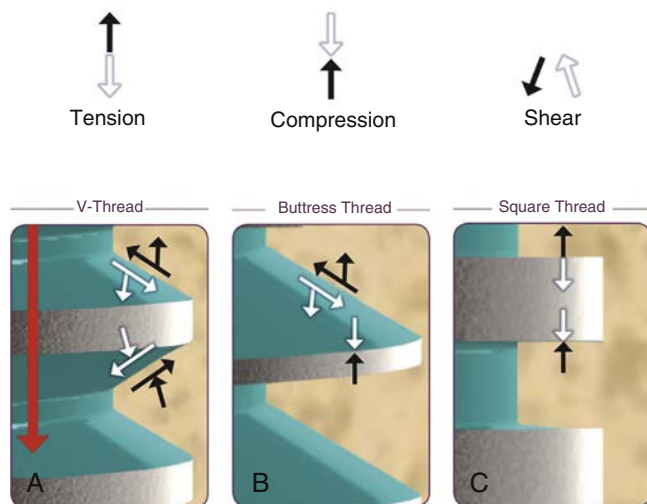 Tension
Compression
Shear
V-Thread
Buttress Thread
Square Thread
A
B
C